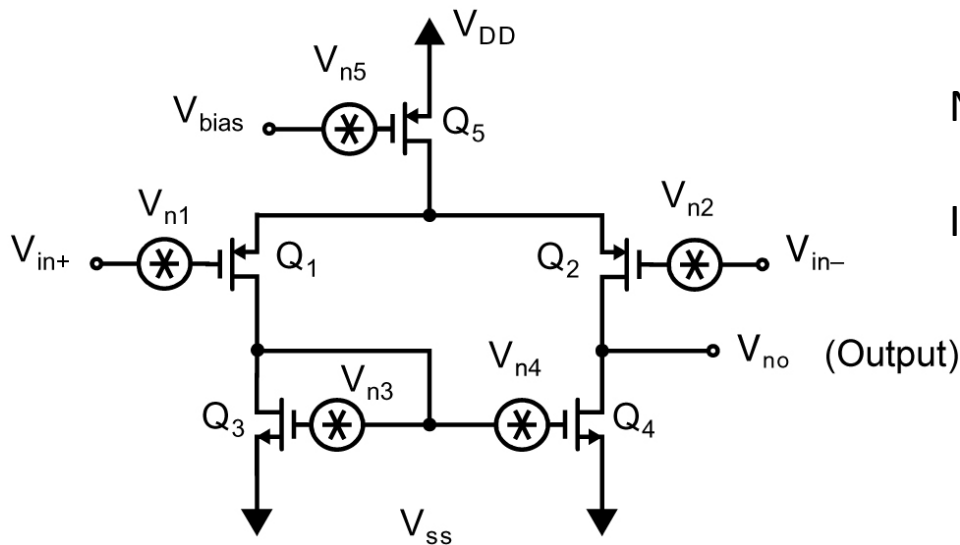 V_DD
V_n5
V_bias
Q_5
V_n1
V_n2
V_in+
Q_1
Q_2
V_in–
V_no (Output)
V_n3
V_n4
Q_3
Q_4
V_ss